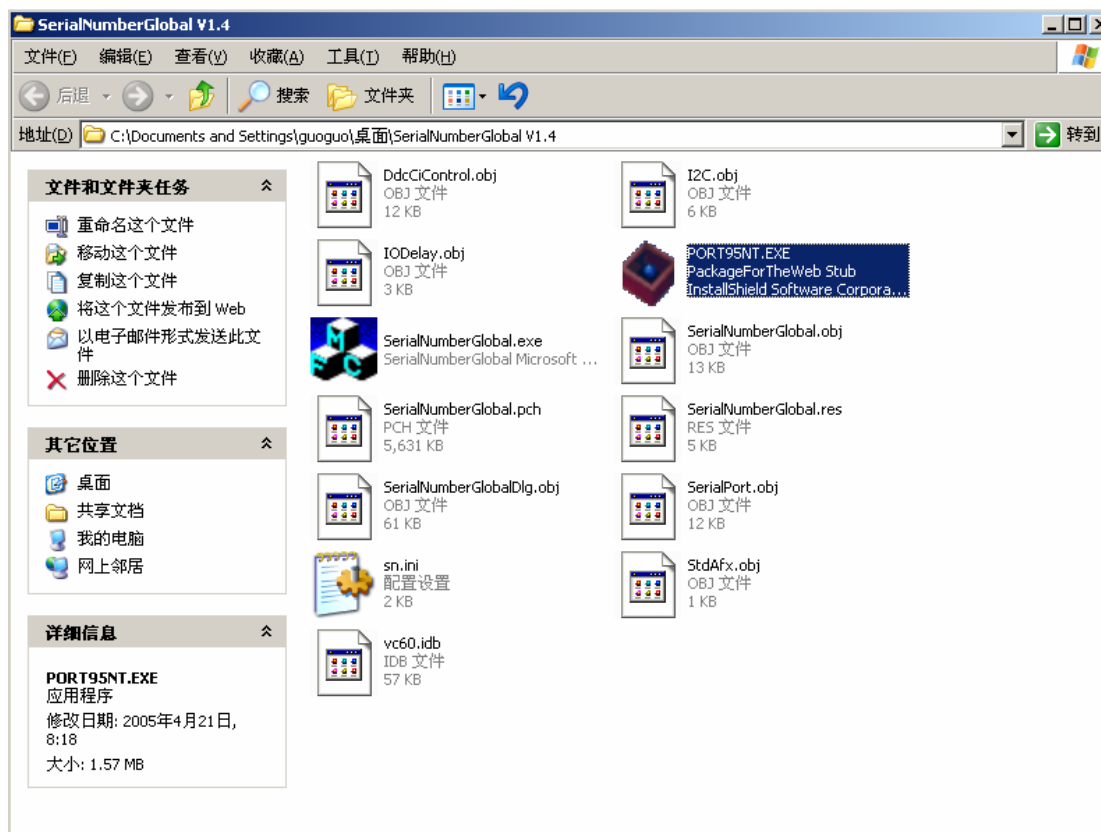 SerialNumberGlobal V1.4
文件(F) 编辑(E) 查看(V) 收藏(A) 工具(T) 帮助(H)
后退 搜索 文件夹
地址(D) C:\Documents and Settings\guoguo\桌面\SerialNumberGlobal V1.4 转到
文件和文件夹任务
重命名这个文件
移动这个文件
复制这个文件
将这个文件发布到 Web
以电子邮件形式发送此文
件
删除这个文件
其它位置
桌面
共享文档
我的电脑
网上邻居
详细信息
PORT95NT.EXE
应用程序
修改日期: 2005年4月21日,
8:18
大小: 1.57 MB
DdcCiControl.obj
OBJ 文件
12 KB
I2C.obj
OBJ 文件
6 KB
IODelay.obj
OBJ 文件
3 KB
PORT95NT.EXE
PackageForTheWeb Stub
InstallShield Software Corpora...
MFC
SerialNumberGlobal.exe
SerialNumberGlobal Microsoft ...
SerialNumberGlobal.obj
OBJ 文件
13 KB
SerialNumberGlobal.pch
PCH 文件
5,631 KB
SerialNumberGlobal.res
RES 文件
5 KB
SerialNumberGlobalDlg.obj
OBJ 文件
61 KB
SerialPort.obj
OBJ 文件
12 KB
sn.ini
配置设置
2 KB
StdAfx.obj
OBJ 文件
1 KB
vc60.idb
IDB 文件
57 KB